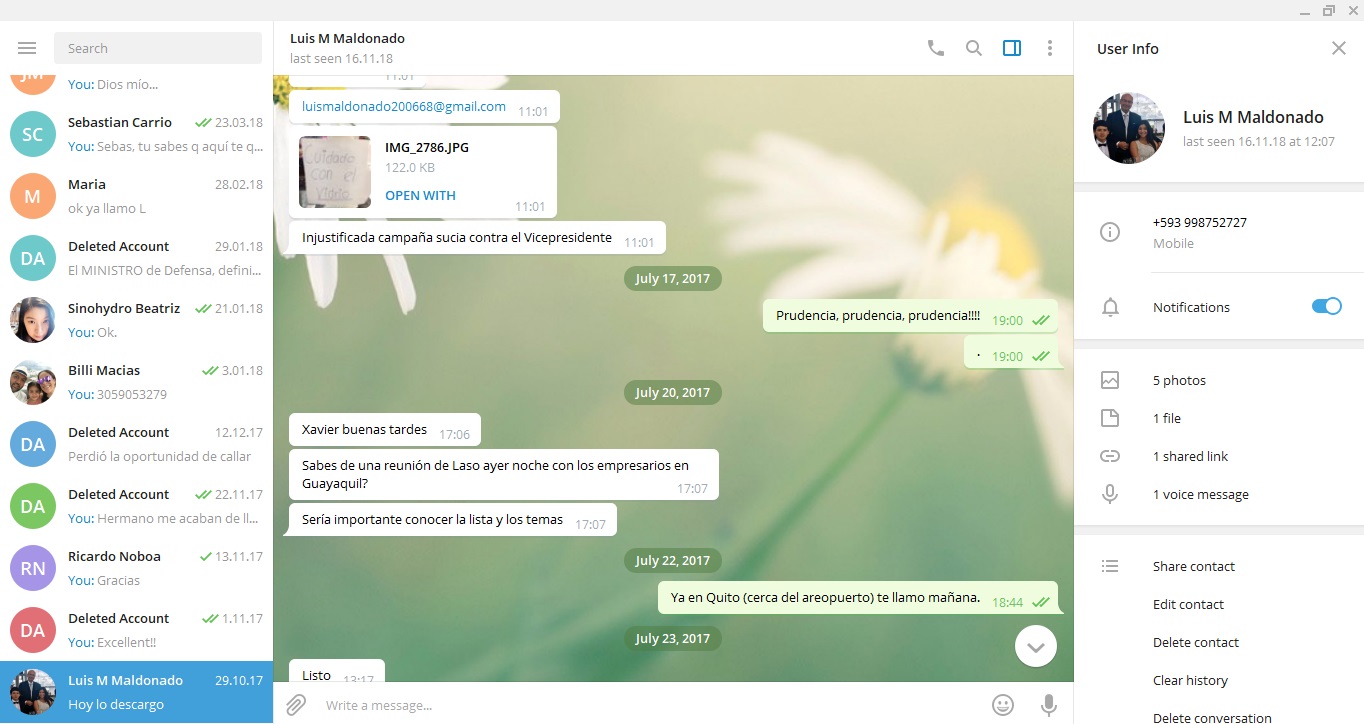 Search
JM
You: Dios mío...
SC
Sebastian Carrio
23.03.18
You: Sebas, tu sabes q aquí te q...
M
Maria
28.02.18
ok ya llamo L
DA
Deleted Account
29.01.18
El MINISTRO de Defensa, defini...
Sinohydro Beatriz
21.01.18
You: Ok.
Billi Macias
3.01.18
You: 3059053279
DA
Deleted Account
12.12.17
Perdió la oportunidad de callar
DA
Deleted Account
22.11.17
You: Hermano me acaban de ll...
RN
Ricardo Noboa
13.11.17
You: Gracias
DA
Deleted Account
1.11.17
You: Excellent!!
Luis M Maldonado
29.10.17
Hoy lo descargo
Luis M Maldonado
last seen 16.11.18
11:01
luismaldonado200668@gmail.com 11:01
Cuidado
con el
Vidrio
IMG_2786.JPG
122.0 KB
OPEN WITH
11:01
Injustificada campaña sucia contra el Vicepresidente 11:01
July 17, 2017
Prudencia, prudencia, prudencia!!!! 19:00
. 19:00
July 20, 2017
Xavier buenas tardes 17:06
Sabes de una reunión de Laso ayer noche con los empresarios en
Guayaquil? 17:07
Sería importante conocer la lista y los temas 17:07
July 22, 2017
Ya en Quito (cerca del areopuerto) te llamo mañana. 18:44
July 23, 2017
Listo 13:17
Write a message...
User Info
Luis M Maldonado
last seen 16.11.18 at 12:07
+593 998752727
Mobile
Notifications
5 photos
1 file
1 shared link
1 voice message
Share contact
Edit contact
Delete contact
Clear history
Delete conversation